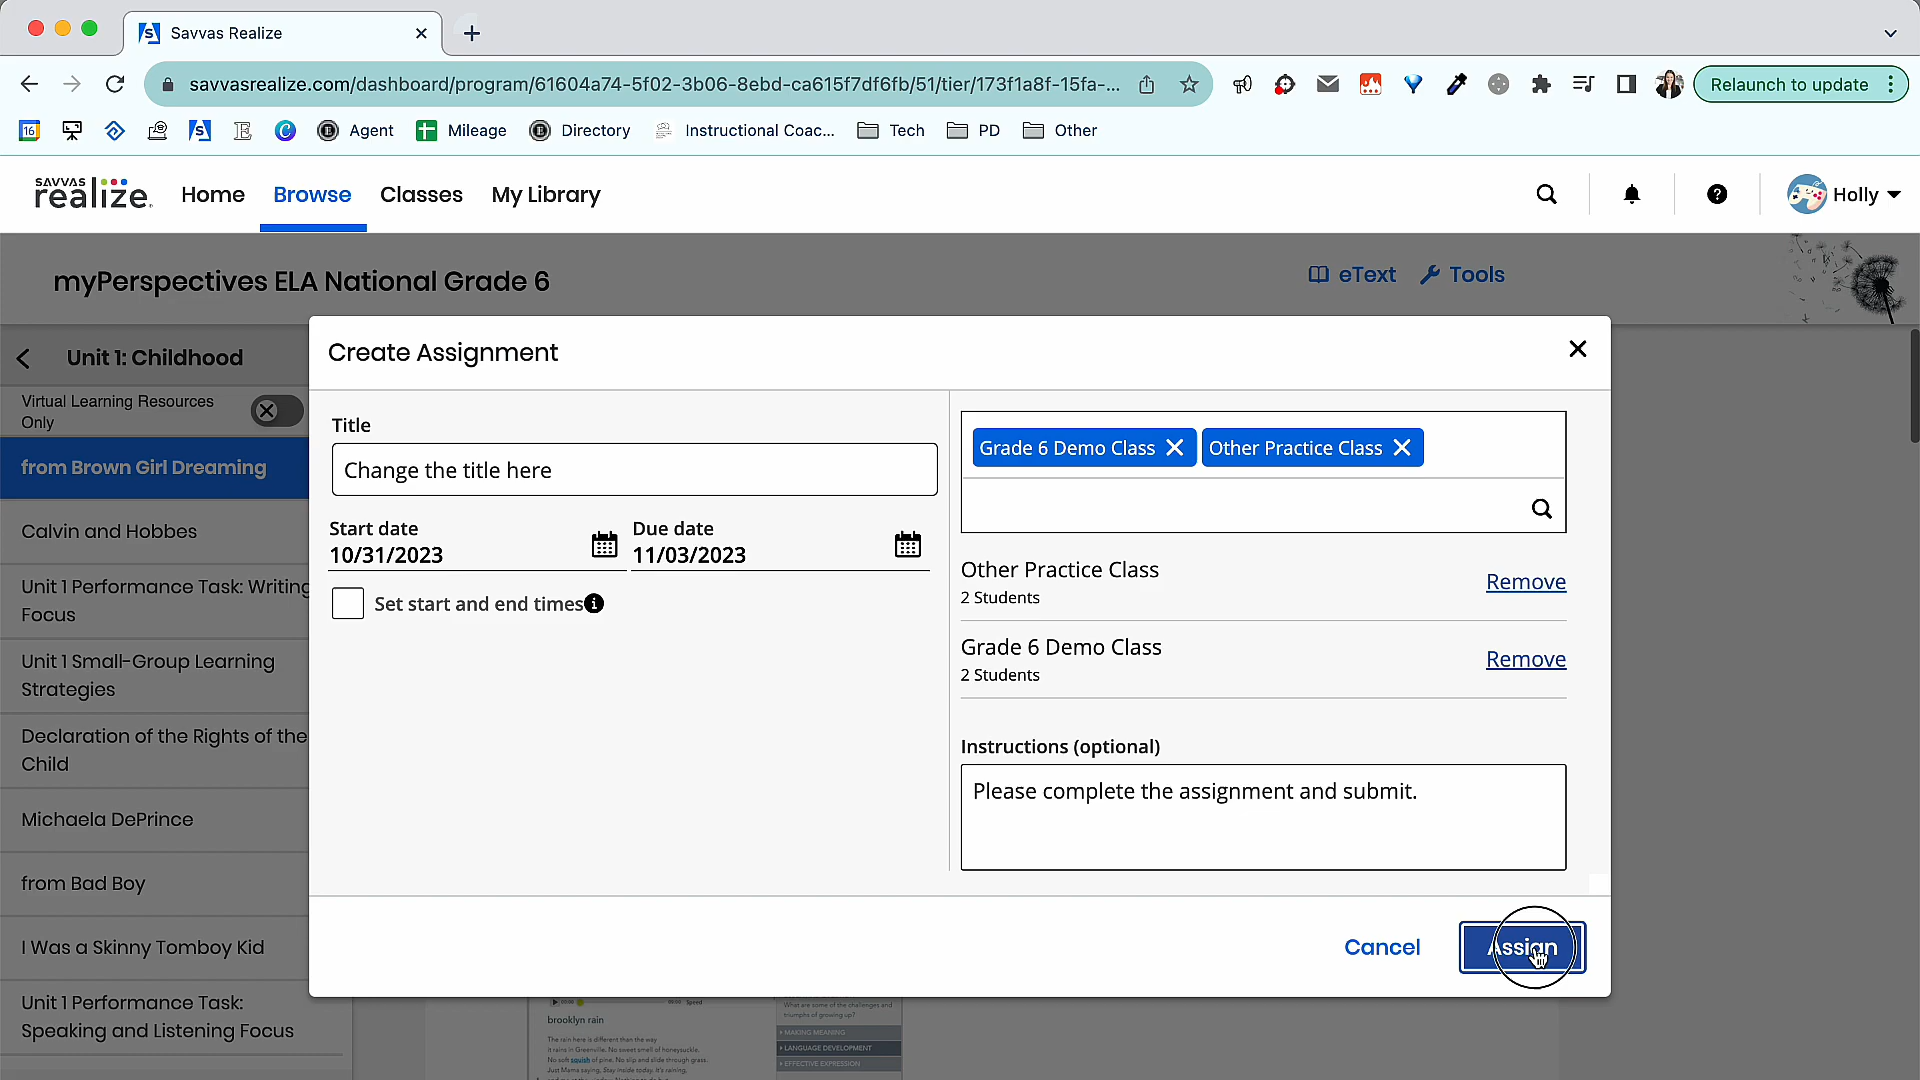 Savvas Realize
savvasrealize.com/dashboard/program/61604a74-5f02-3b06-8ebd-ca615f7df6fb/51/tier/173f1a8f-15fa-...
Relaunch to update
16
Agent
Mileage
Directory
Instructional Coac...
Tech
PD
Other
SAVVAS
realize.
Home
Browse
Classes
My Library
Holly
myPerspectives ELA National Grade 6
eText
Tools
Unit 1: Childhood
Virtual Learning Resources
Only
from Brown Girl Dreaming
Calvin and Hobbes
Unit 1 Performance Task: Writing
Focus
Unit 1 Small-Group Learning
Strategies
Declaration of the Rights of the
Child
Michaela DePrince
from Bad Boy
I Was a Skinny Tomboy Kid
Unit 1 Performance Task:
Speaking and Listening Focus
Create Assignment
Title
Change the title here
Start date
10/31/2023
Due date
11/03/2023
Set start and end times
Grade 6 Demo Class
Other Practice Class
Other Practice Class
2 Students
Remove
Grade 6 Demo Class
2 Students
Remove
Instructions (optional)
Please complete the assignment and submit.
Cancel
Assign
00:00
00:00
Speed
brooklyn rain
The rain here is different than the way
it rains in Greenville. No sweet smell of honeysuckle.
No soft squish of pine. No slip and slide through grass.
Just Mama saying, Stay inside today. It's raining,
What are some of the challenges and
triumphs of growing up?
MAKING MEANING
LANGUAGE DEVELOPMENT
EFFECTIVE EXPRESSION